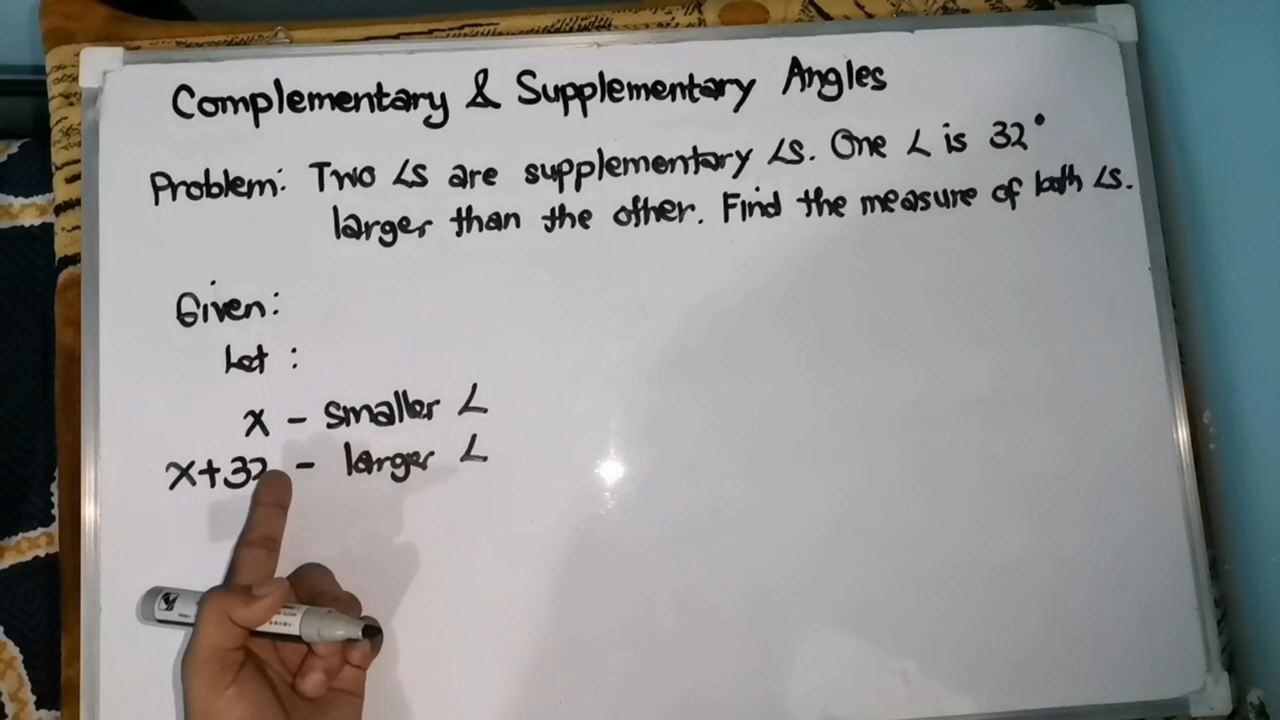 Complementary & Supplementary Angles
Problem: Two ∠s are supplementary ∠s. One ∠ is 32°
larger than the other. Find the measure of both ∠s.
Given:
Let :
x - smaller ∠
x+32 - larger ∠